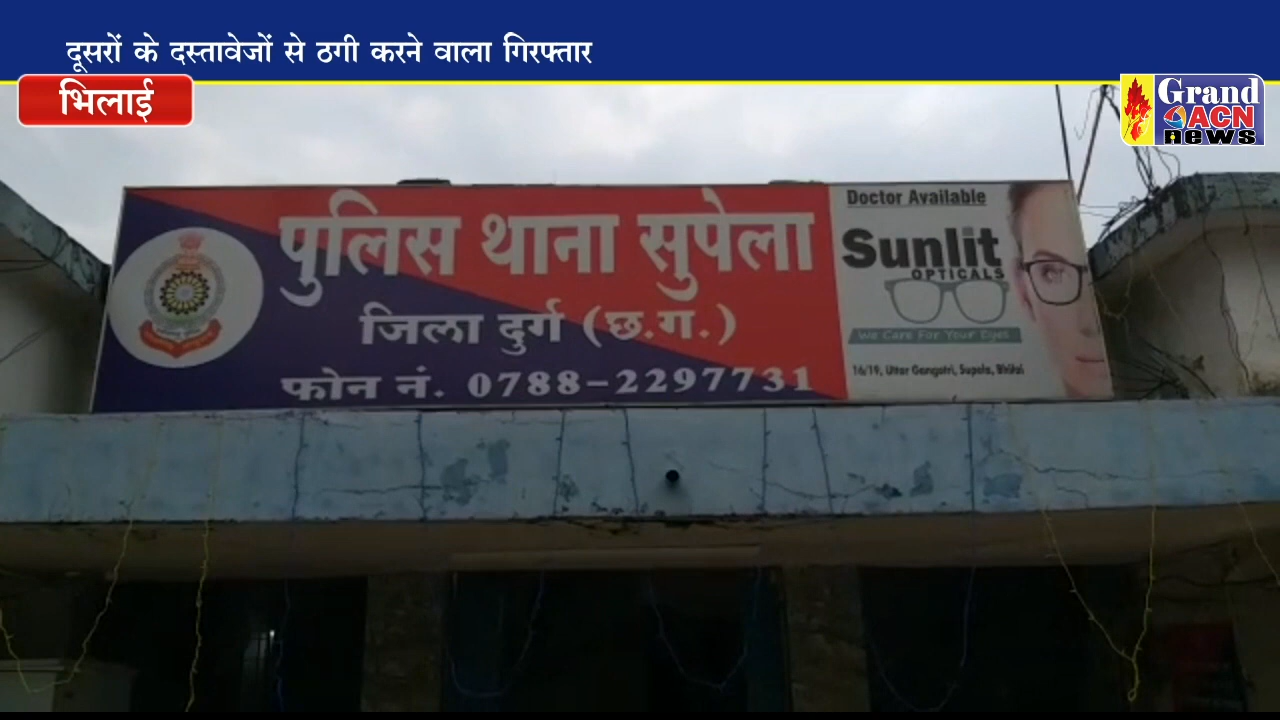 दूसरों के दस्तावेजों से ठगी करने वाला गिरफ्तार
भिलाई
Grand
ACN
news
पुलिस थाना सुपेला
जिला दुर्ग (छ.ग.)
फोन नं. 0788-2297731
Doctor Available
Sunlit
OPTICALS
We Care For Your Eyes
16/19, Uttar Gangotri, Supela, Bhilai